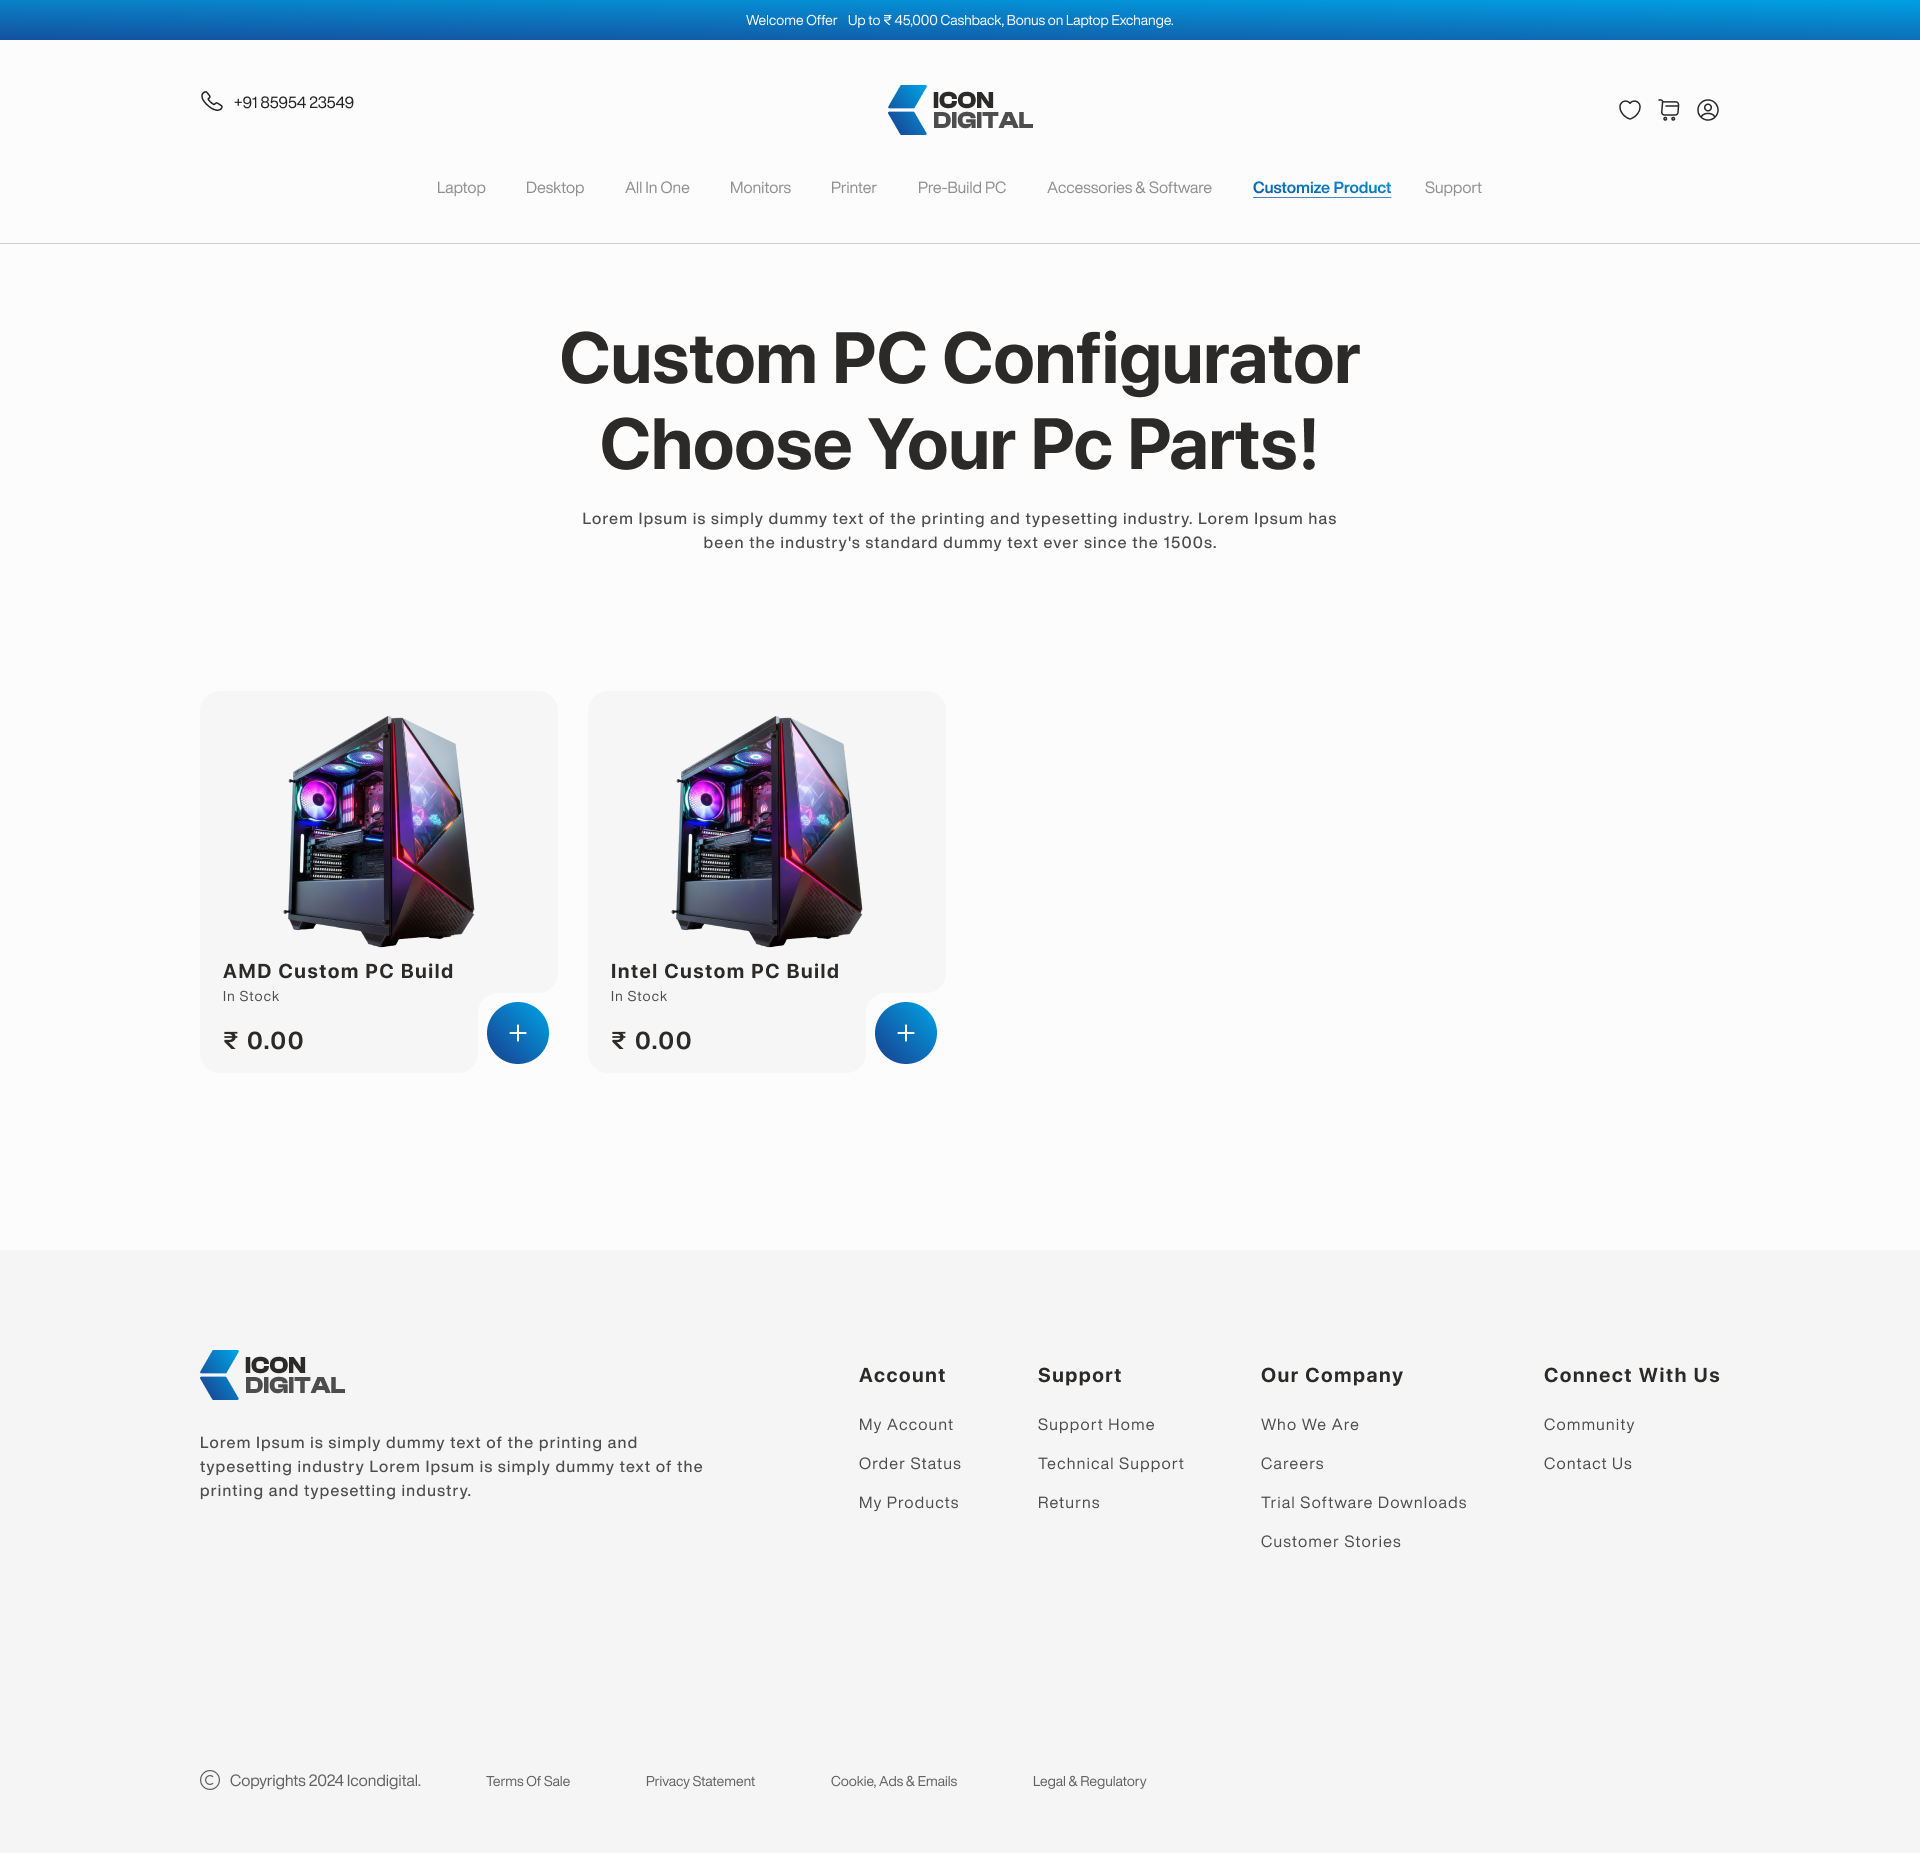 Welcome Offer Up to ₹ 45,000 Cashback, Bonus on Laptop Exchange.
+91 85954 23549
ICON
DIGITAL
Laptop Desktop All In One Monitors Printer Pre-Build PC Accessories & Software Customize Product Support
Custom PC Configurator
Choose Your Pc Parts!
Lorem Ipsum is simply dummy text of the printing and typesetting industry. Lorem Ipsum has
been the industry's standard dummy text ever since the 1500s.
AMD Custom PC Build
In Stock
₹ 0.00
Intel Custom PC Build
In Stock
₹ 0.00
ICON
DIGITAL
Lorem Ipsum is simply dummy text of the printing and
typesetting industry Lorem Ipsum is simply dummy text of the
printing and typesetting industry.
Account
My Account
Order Status
My Products
Support
Support Home
Technical Support
Returns
Our Company
Who We Are
Careers
Trial Software Downloads
Customer Stories
Connect With Us
Community
Contact Us
© Copyrights 2024 Icondigital. Terms Of Sale Privacy Statement Cookie, Ads & Emails Legal & Regulatory